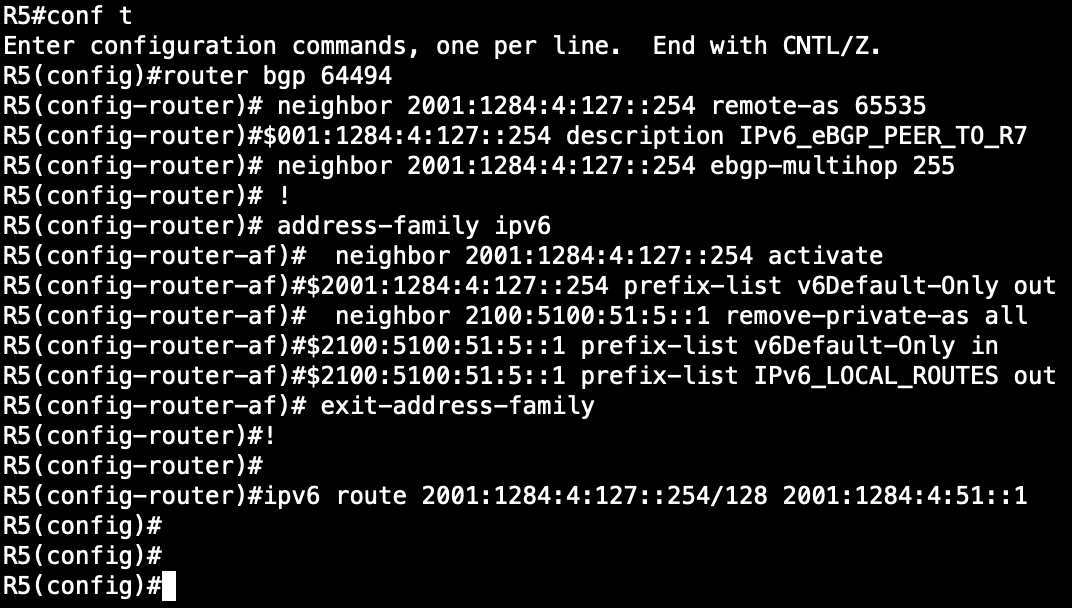 R5#conf t
Enter configuration commands, one per line.  End with CNTL/Z.
R5(config)#router bgp 64494
R5(config-router)# neighbor 2001:1284:4:127::254 remote-as 65535
R5(config-router)#$001:1284:4:127::254 description IPv6_eBGP_PEER_TO_R7
R5(config-router)# neighbor 2001:1284:4:127::254 ebgp-multihop 255
R5(config-router)# !
R5(config-router)# address-family ipv6
R5(config-router-af)#  neighbor 2001:1284:4:127::254 activate
R5(config-router-af)#$2001:1284:4:127::254 prefix-list v6Default-Only out
R5(config-router-af)#  neighbor 2100:5100:51:5::1 remove-private-as all
R5(config-router-af)#$2100:5100:51:5::1 prefix-list v6Default-Only in
R5(config-router-af)#$2100:5100:51:5::1 prefix-list IPv6_LOCAL_ROUTES out
R5(config-router-af)# exit-address-family
R5(config-router)#!
R5(config-router)#
R5(config-router)#ipv6 route 2001:1284:4:127::254/128 2001:1284:4:51::1
R5(config)#
R5(config)#
R5(config)#